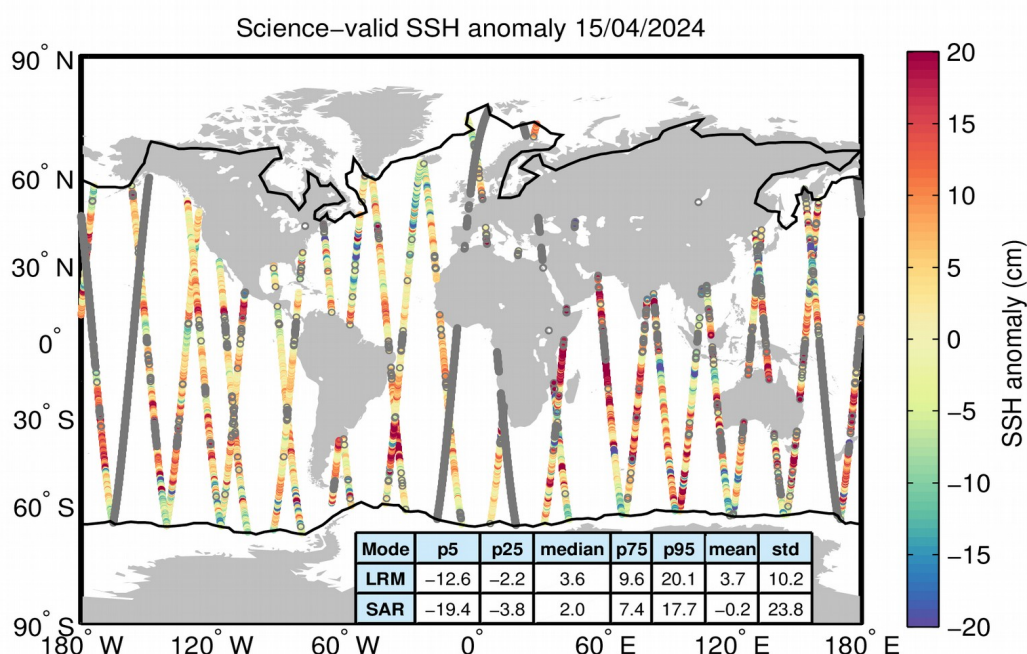 Science−valid SSH anomaly 15/04/2024
90° N
60° N
30° N
0°
30° S
60° S
90° S
180° W 120° W 60° W 0° 60° E 120° E 180° E
20
15
10
5
0
−5
−10
−15
−20
SSH anomaly (cm)
Mode p5 p25 median p75 p95 mean std
LRM −12.6 −2.2 3.6 9.6 20.1 3.7 10.2
SAR −19.4 −3.8 2.0 7.4 17.7 −0.2 23.8